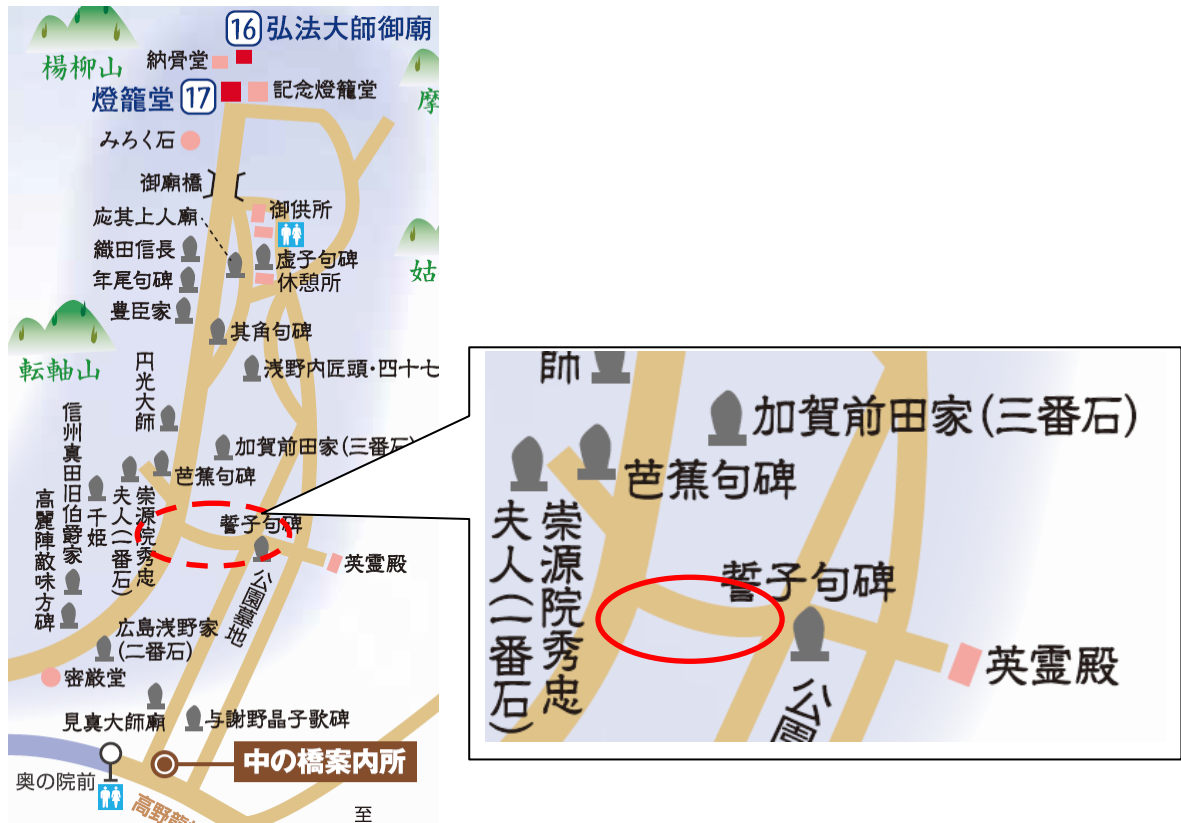 16 弘法大師御廟
楊柳山
納骨堂
燈籠堂 17
記念燈籠堂
摩
みろく石
御廟橋
御供所
応其上人廟
織田信長
虚子句碑
姑
年尾句碑
休憩所
豊臣家
其角句碑
転軸山
円光大師
浅野内匠頭・四十七
信州真田旧伯爵家
加賀前田家(三番石)
芭蕉句碑
高麗陣敵味方碑
千姫
崇源院秀忠
夫人(一番石)
誓子句碑
英霊殿
公園墓地
広島浅野家
(二番石)
密厳堂
見真大師廟
与謝野晶子歌碑
中の橋案内所
奥の院前
高野龍
至
師
加賀前田家(三番石)
芭蕉句碑
崇源院秀忠
夫人(一番石)
誓子句碑
英霊殿
公園